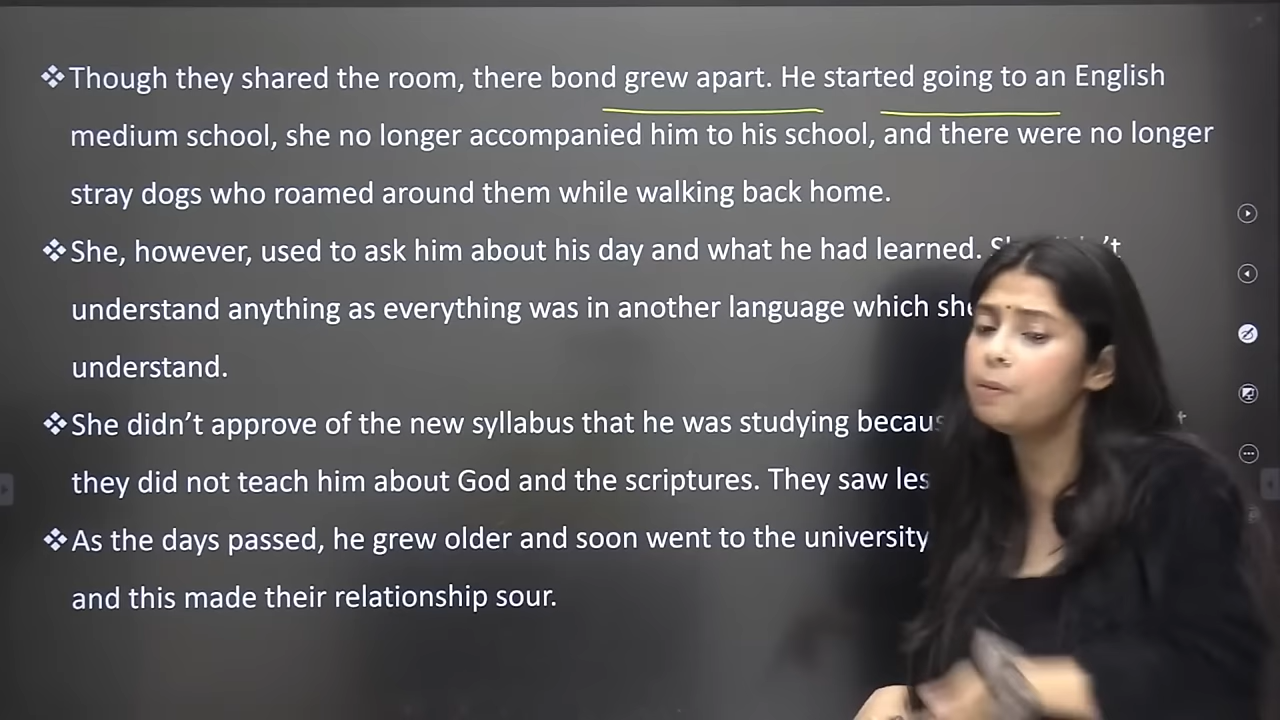 ❖Though they shared the room, there bond grew apart. He started going to an English
medium school, she no longer accompanied him to his school, and there were no longer
stray dogs who roamed around them while walking back home.
❖She, however, used to ask him about his day and what he had learned.
understand anything as everything was in another language which she
understand.
❖She didn't approve of the new syllabus that he was studying
they did not teach him about God and the scriptures. They saw
❖As the days passed, he grew older and soon went to the university
and this made their relationship sour.